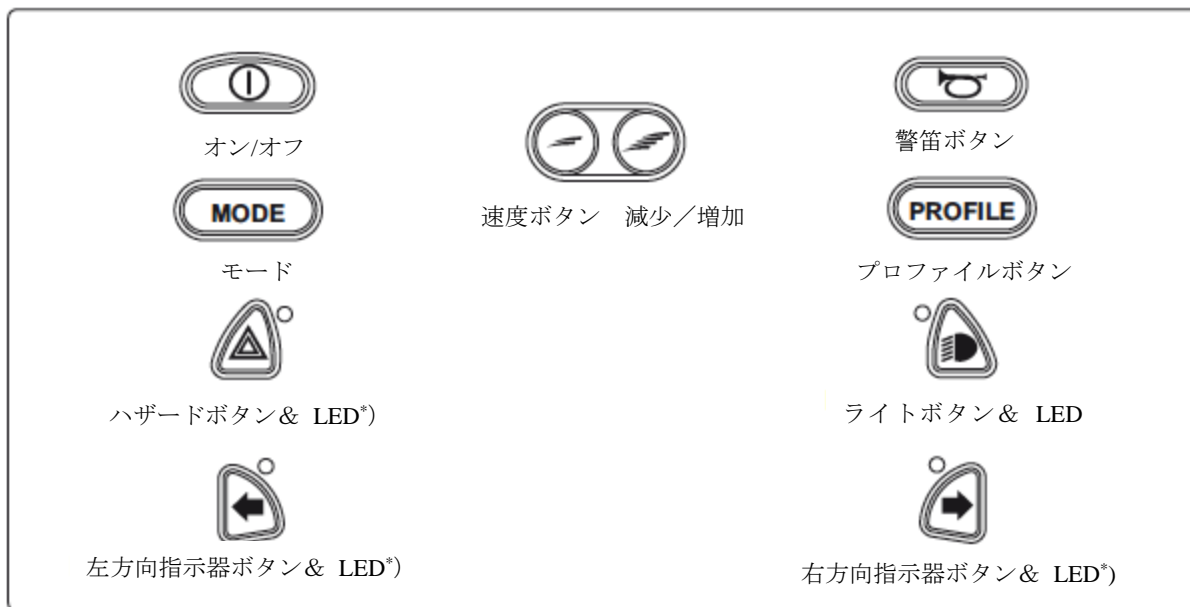 オン/オフ
警笛ボタン
MODE
速度ボタン　減少／増加
PROFILE
モード
プロファイルボタン
ハザードボタン＆ LED*)
ライトボタン＆ LED
左方向指示器ボタン＆ LED*)
右方向指示器ボタン＆ LED*)